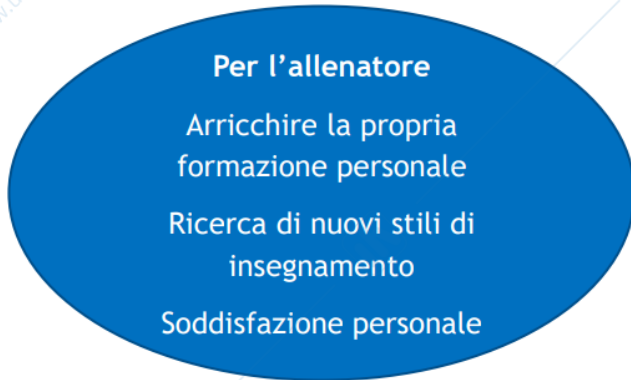 Per l'allenatore
Arricchire la propria
formazione personale
Ricerca di nuovi stili di
insegnamento
Soddisfazione personale